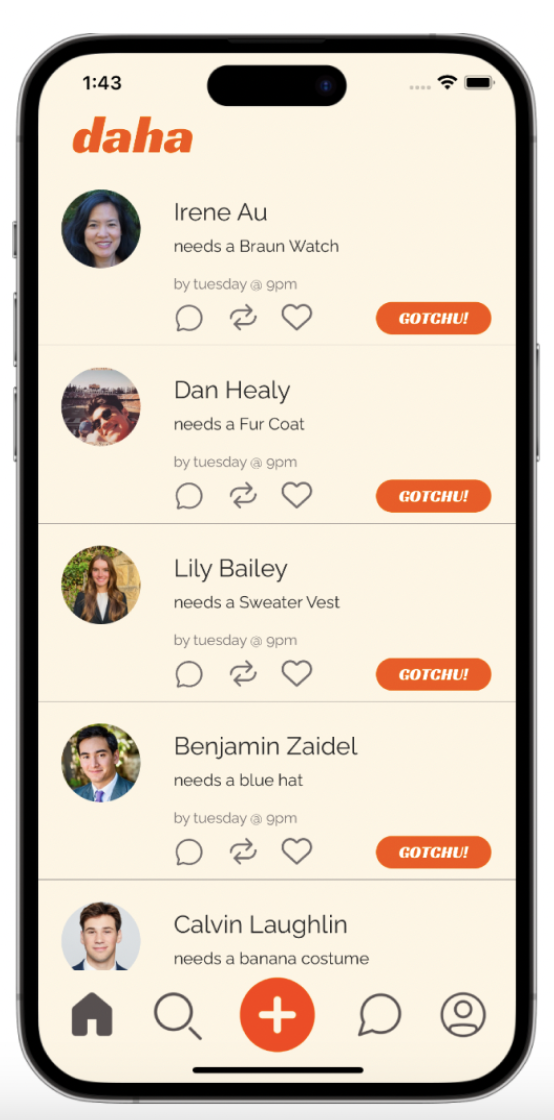 1:43
daha
Irene Au
needs a Braun Watch
by tuesday @ 9pm
GOTCHU!
Dan Healy
needs a Fur Coat
by tuesday @ 9pm
GOTCHU!
Lily Bailey
needs a Sweater Vest
by tuesday @ 9pm
GOTCHU!
Benjamin Zaidel
needs a blue hat
by tuesday @ 9pm
GOTCHU!
Calvin Laughlin
needs a banana costume